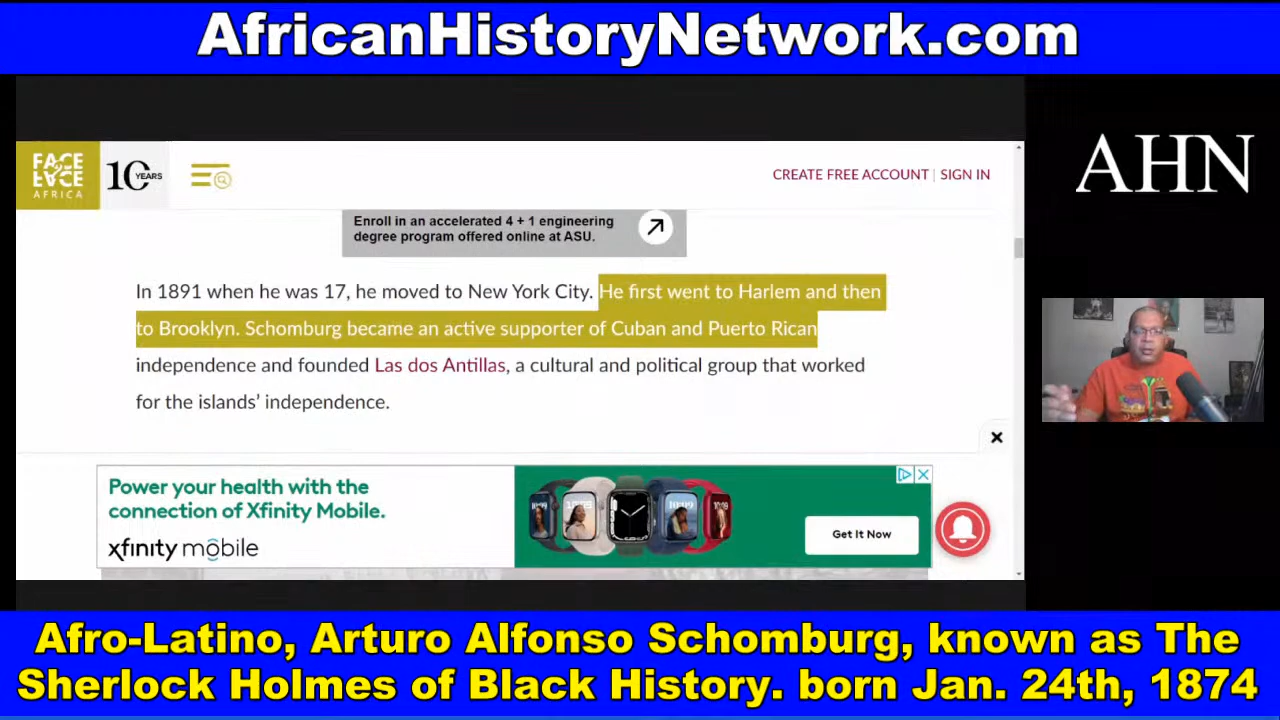 AfricanHistoryNetwork.com
FACE
2
FACE
AFRICA
10 YEARS
CREATE FREE ACCOUNT | SIGN IN
AHN
Enroll in an accelerated 4 + 1 engineering
degree program offered online at ASU.
In 1891 when he was 17, he moved to New York City. He first went to Harlem and then
to Brooklyn. Schomburg became an active supporter of Cuban and Puerto Rican
independence and founded Las dos Antillas, a cultural and political group that worked
for the islands’ independence.
Power your health with the
connection of Xfinity Mobile.
xfinity mobile
Get It Now
Afro-Latino, Arturo Alfonso Schomburg, known as The
Sherlock Holmes of Black History. born Jan. 24th, 1874